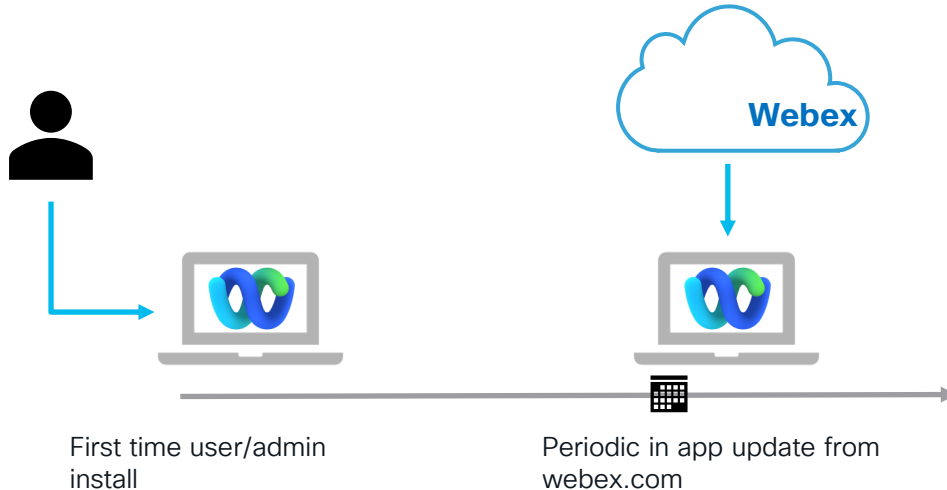 Webex
First time user/admin
install
Periodic in app update from
webex.com